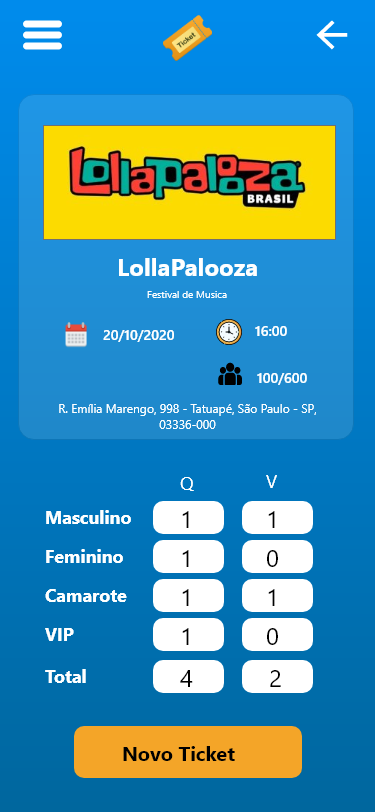 Ticket
Lollapalooza
BRASIL
LollaPalooza
Festival de Musica
20/10/2020
16:00
100/600
R. Emília Marengo, 998 - Tatuapé, São Paulo - SP,
03336-000
Q V
Masculino 1 1
Feminino 1 0
Camarote 1 1
VIP 1 0
Total 4 2
Novo Ticket